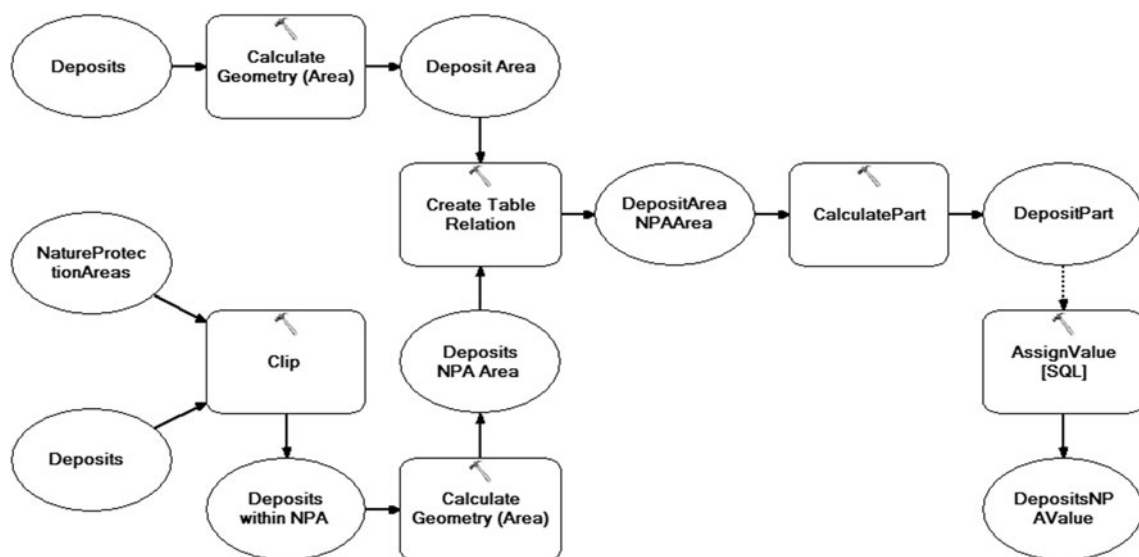 Deposits
Calculate
Geometry (Area)
Deposit Area
Create Table
Relation
DepositArea
NPAArea
CalculatePart
DepositPart
NatureProtec
tionAreas
Clip
Deposits
NPA Area
AssignValue
[SQL]
Deposits
Deposits
within NPA
Calculate
Geometry (Area)
DepositsNP
AValue